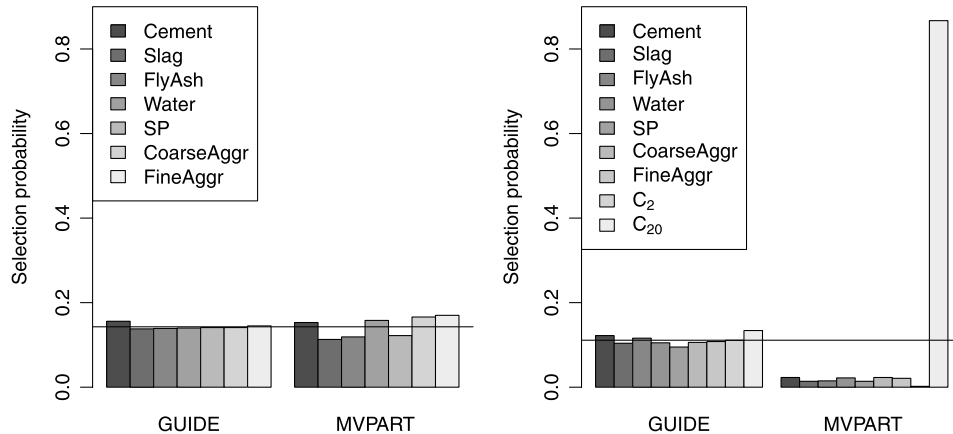 Selection probability
0.0
0.2
0.4
0.6
0.8
Cement
Slag
FlyAsh
Water
SP
CoarseAggr
FineAggr
GUIDE
MVPART
Selection probability
0.0
0.2
0.4
0.6
0.8
Cement
Slag
FlyAsh
Water
SP
CoarseAggr
FineAggr
C2
C20
GUIDE
MVPART